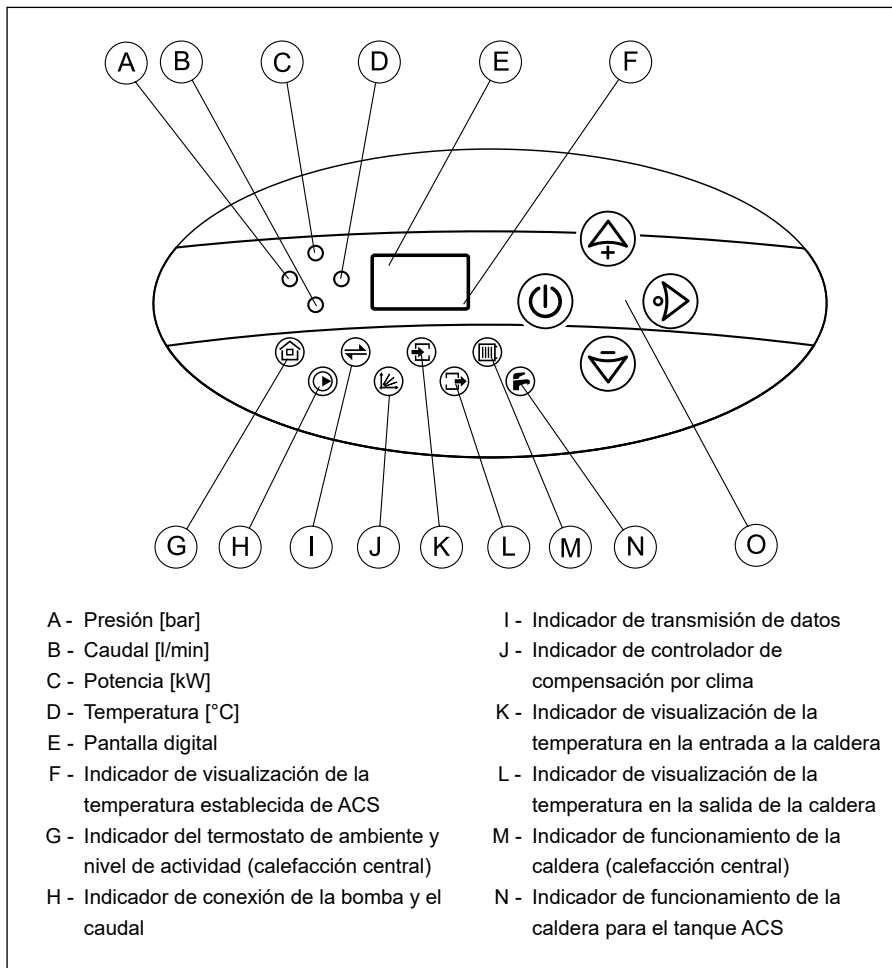 A B C D E F
G H I J K L M N O
A - Presión [bar]
B - Caudal [l/min]
C - Potencia [kW]
D - Temperatura [°C]
E - Pantalla digital
F - Indicador de visualización de la
temperatura establecida de ACS
G - Indicador del termostato de ambiente y
nivel de actividad (calefacción central)
H - Indicador de conexión de la bomba y el
caudal
I - Indicador de transmisión de datos
J - Indicador de controlador de
compensación por clima
K - Indicador de visualización de la
temperatura en la entrada a la caldera
L - Indicador de visualización de la
temperatura en la salida de la caldera
M - Indicador de funcionamiento de la
caldera (calefacción central)
N - Indicador de funcionamiento de la
caldera para el tanque ACS